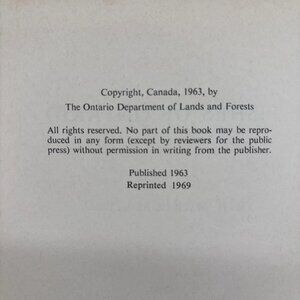 Copyright, Canada, 1963, by
The Ontario Department of Lands and Forests
All rights reserved. No part of this book may be repro-
duced in any form (except by reviewers for the public
press) without permission in writing from the publisher.
Published 1963
Reprinted 1969